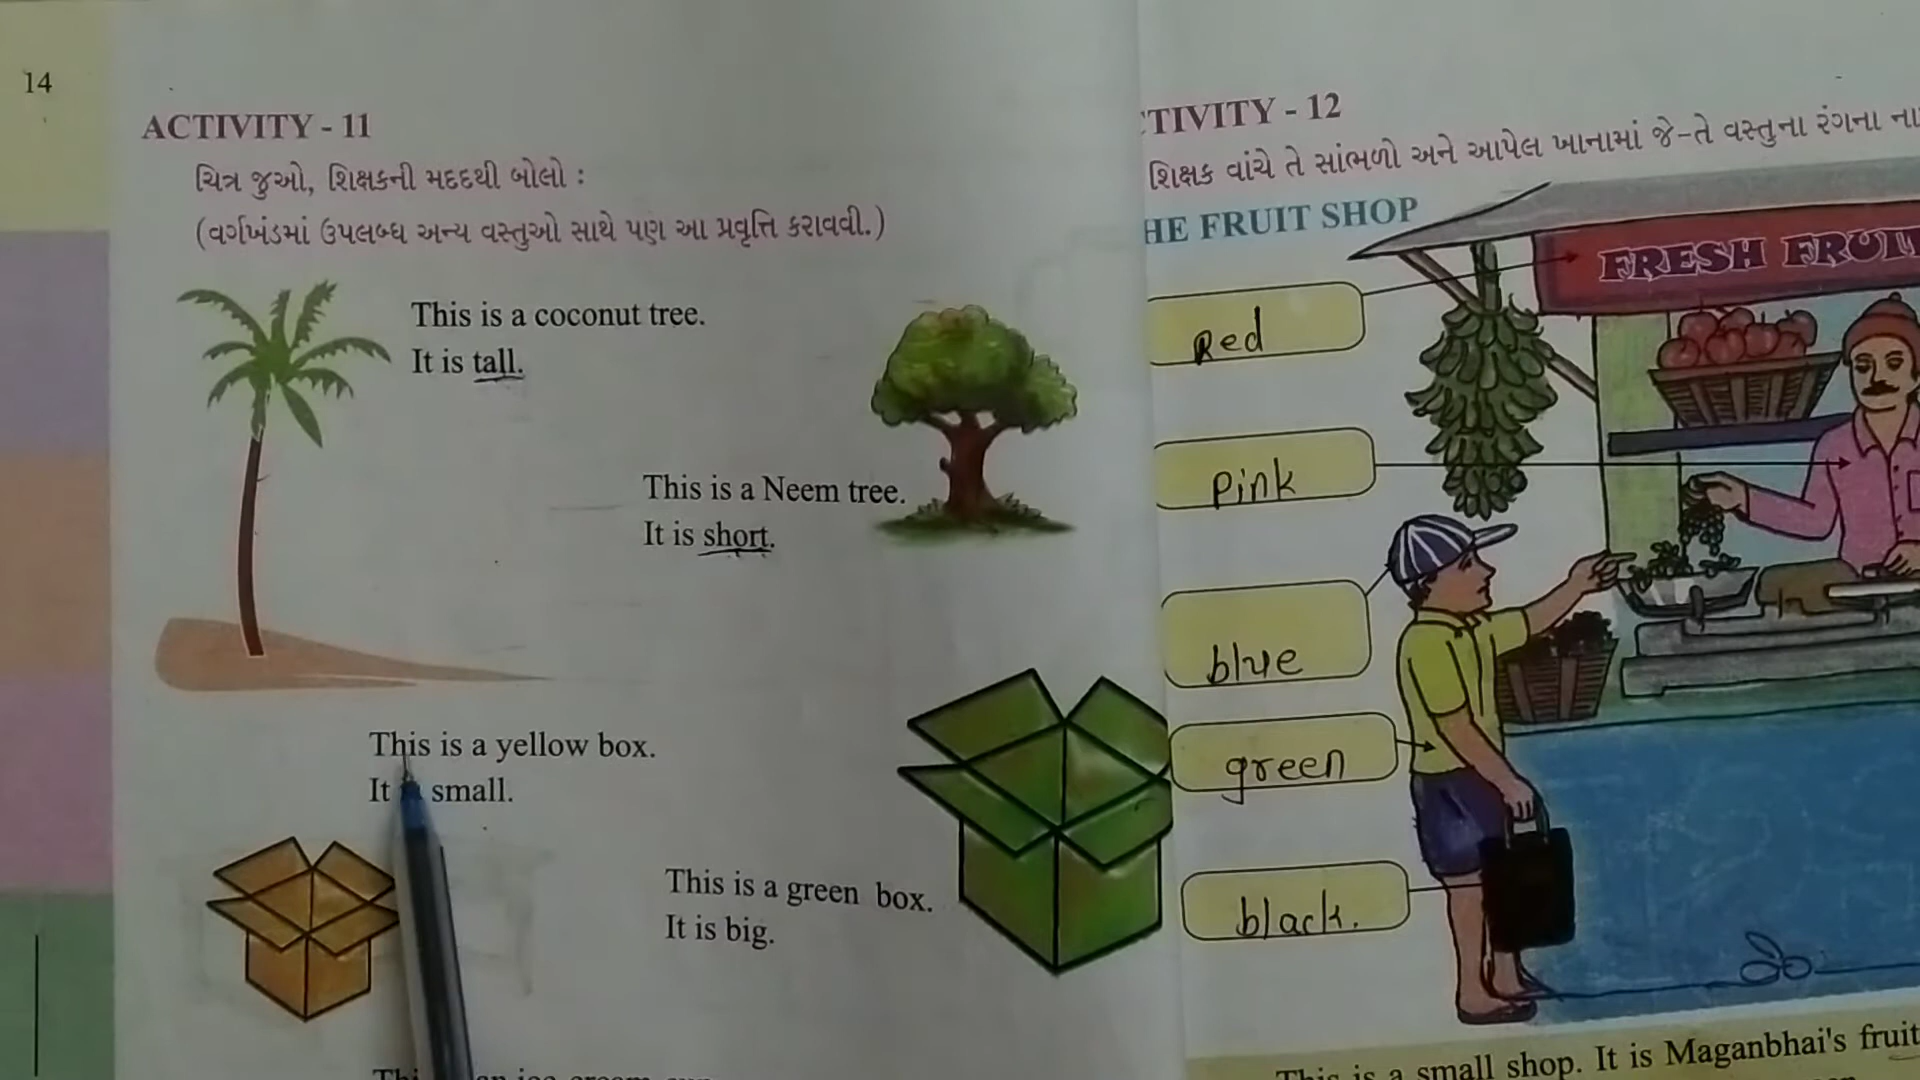 14
ACTIVITY - 11
ચિત્ર જુઓ, શિક્ષકની મદદથી બોલો :
(વર્ગખંડમાં ઉપલબ્ધ અન્ય વસ્તુઓ સાથે પણ આ પ્રવૃત્તિ કરાવવી.)
This is a coconut tree.
It is tall.
This is a Neem tree.
It is short.
This is a yellow box.
It small.
This is a green box.
It is big.
TIVITY - 12
શિક્ષક વાંચે તે સાંભળો અને આપેલ ખાનામાં જે-તે વસ્તુના રંગના
HE FRUIT SHOP
FRESH FRUIT
Red
pink
blue
green
black.
This is a small shop. It is Maganbhai's fruit